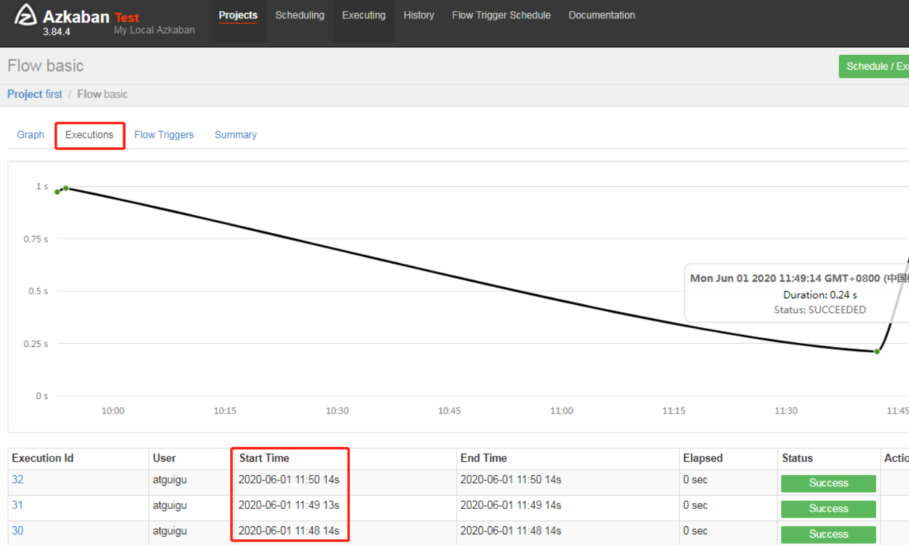 Azkaban Test Projects Scheduling Executing History Flow Trigger Schedule Documentation
3.84.4 My Local Azkaban
Flow basic Schedule /
Project first / Flow basic
Graph Executions Flow Triggers Summary
1 s
0.75 s
Mon Jun 01 2020 11:49:14 GMT+0800 (中国
0.5 s Duration: 0.24 s
Status: SUCCEEDED
0.25 s
0 s
10:00 10:15 10:30 10:45 11:00 11:15 11:30 11:45
Execution Id User Start Time End Time Elapsed Status
32 atguigu 2020-06-01 11:50 14s 2020-06-01 11:50 14s 0 sec Success
31 atguigu 2020-06-01 11:49 13s 2020-06-01 11:49 14s 0 sec Success
30 atguigu 2020-06-01 11:48 14s 2020-06-01 11:48 14s 0 sec Success